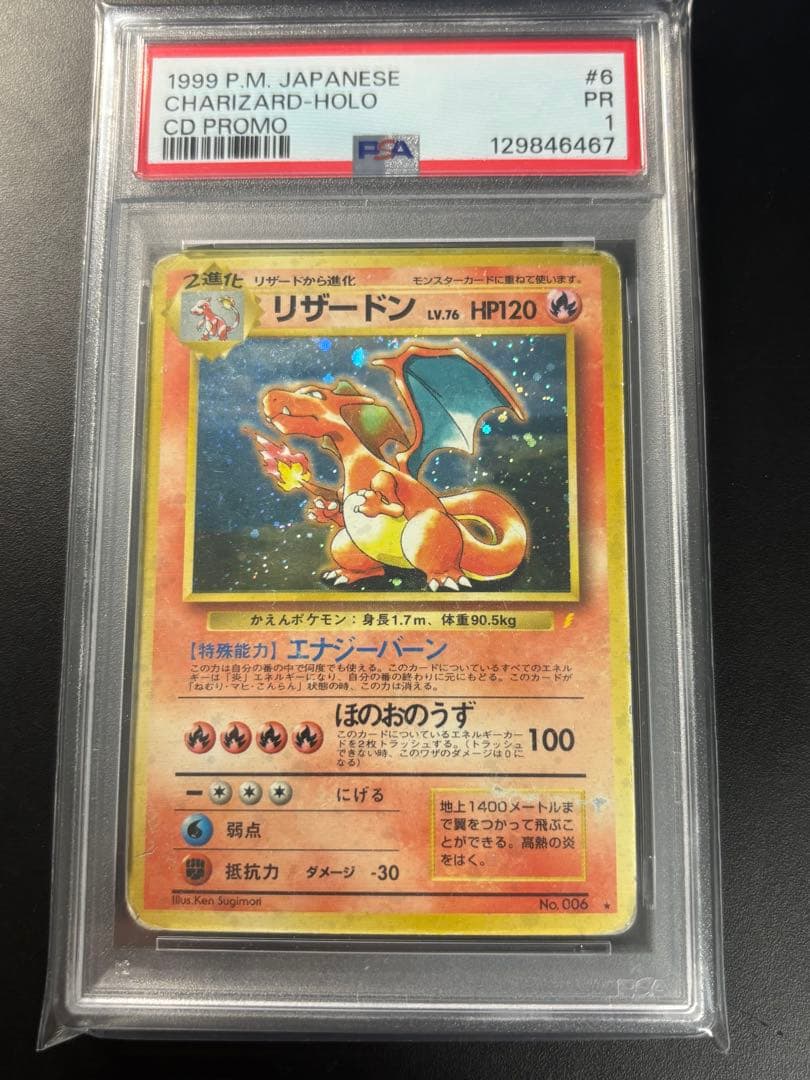 1999 P.M. JAPANESE #6
CHARIZARD-HOLO PR
CD PROMO 1
PSA 129846467
2進化 リザードから進化 モンスターカードに重ねて使います。
リザードン LV.76 HP120
かえんポケモン：身長1.7m、体重90.5kg
【特殊能力】エナジーバーン
この力は自分の番の中で何度でも使える。このカードについているすべてのエネル
ギーは「炎」エネルギーになり、自分の番の終わりに元にもどる。このカードが
「ねむり・マヒ・こんらん」状態の時、この力は消える。
ほのおのうず
このカードについているエネルギーカー
ドを2枚トラッシュする。（トラッシュ
できない時、このワザのダメージは0に
なる）
100
にげる
弱点
抵抗力 ダメージ -30
地上1400メートルま
で翼をつかって飛ぶこ
とができる。高熱の炎
をはく。
Illus.Ken Sugimori No.006 ★
PSA